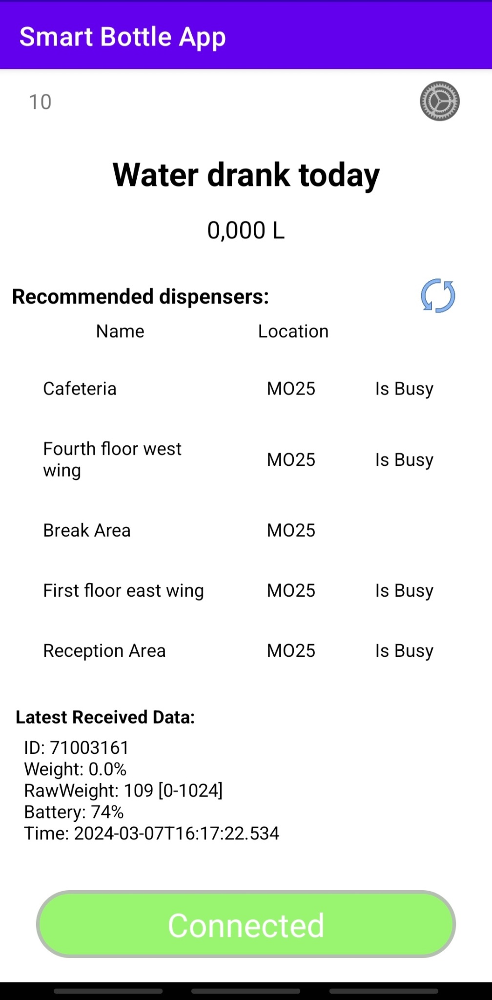 Smart Bottle App
10
Water drank today
0,000 L
Recommended dispensers:
Name Location
Cafeteria MO25 Is Busy
Fourth floor west
wing MO25 Is Busy
Break Area MO25
First floor east wing MO25 Is Busy
Reception Area MO25 Is Busy
Latest Received Data:
ID: 71003161
Weight: 0.0%
RawWeight: 109 [0-1024]
Battery: 74%
Time: 2024-03-07T16:17:22.534
Connected